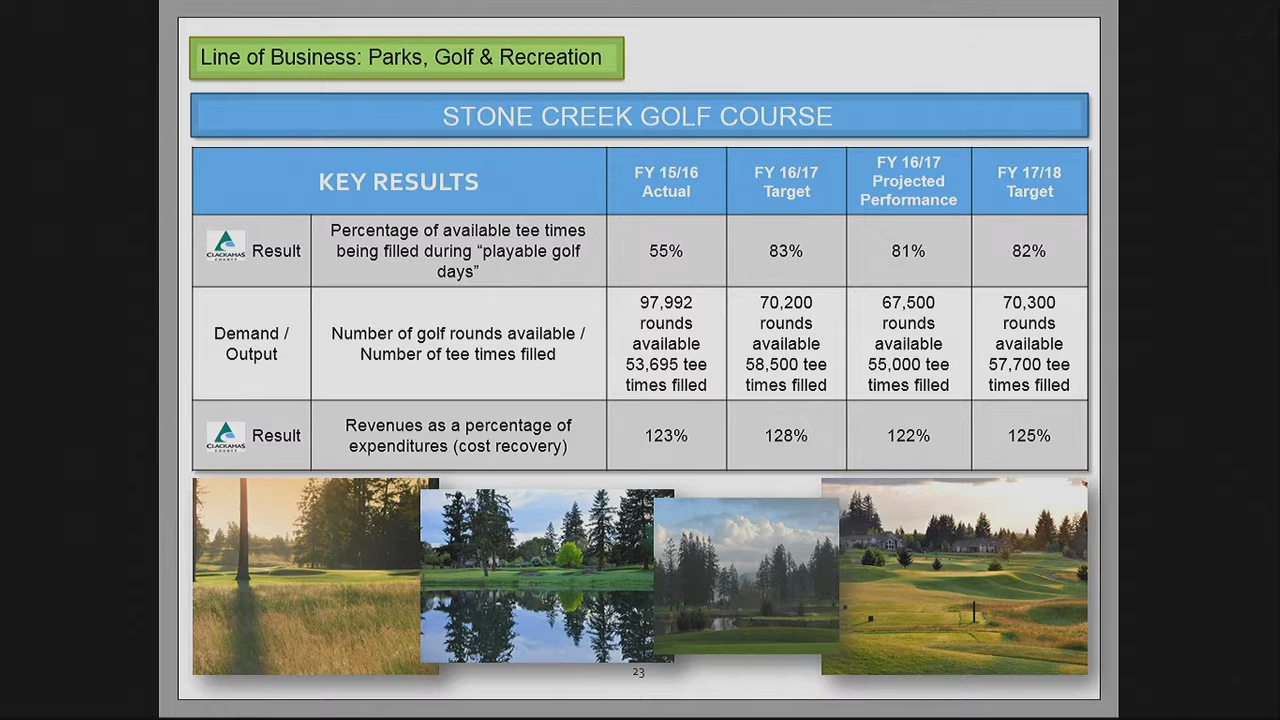 Line of Business: Parks, Golf & Recreation
STONE CREEK GOLF COURSE
KEY RESULTS
FY 15/16
Actual
FY 16/17
Target
FY 16/17
Projected
Performance
FY 17/18
Target
CLACKAMAS
COUNTY
Result
Percentage of available tee times
being filled during “playable golf
days”
55%
83%
81%
82%
Demand /
Output
Number of golf rounds available /
Number of tee times filled
97,992
rounds
available
53,695 tee
times filled
70,200
rounds
available
58,500 tee
times filled
67,500
rounds
available
55,000 tee
times filled
70,300
rounds
available
57,700 tee
times filled
CLACKAMAS
COUNTY
Result
Revenues as a percentage of
expenditures (cost recovery)
123%
128%
122%
125%
23